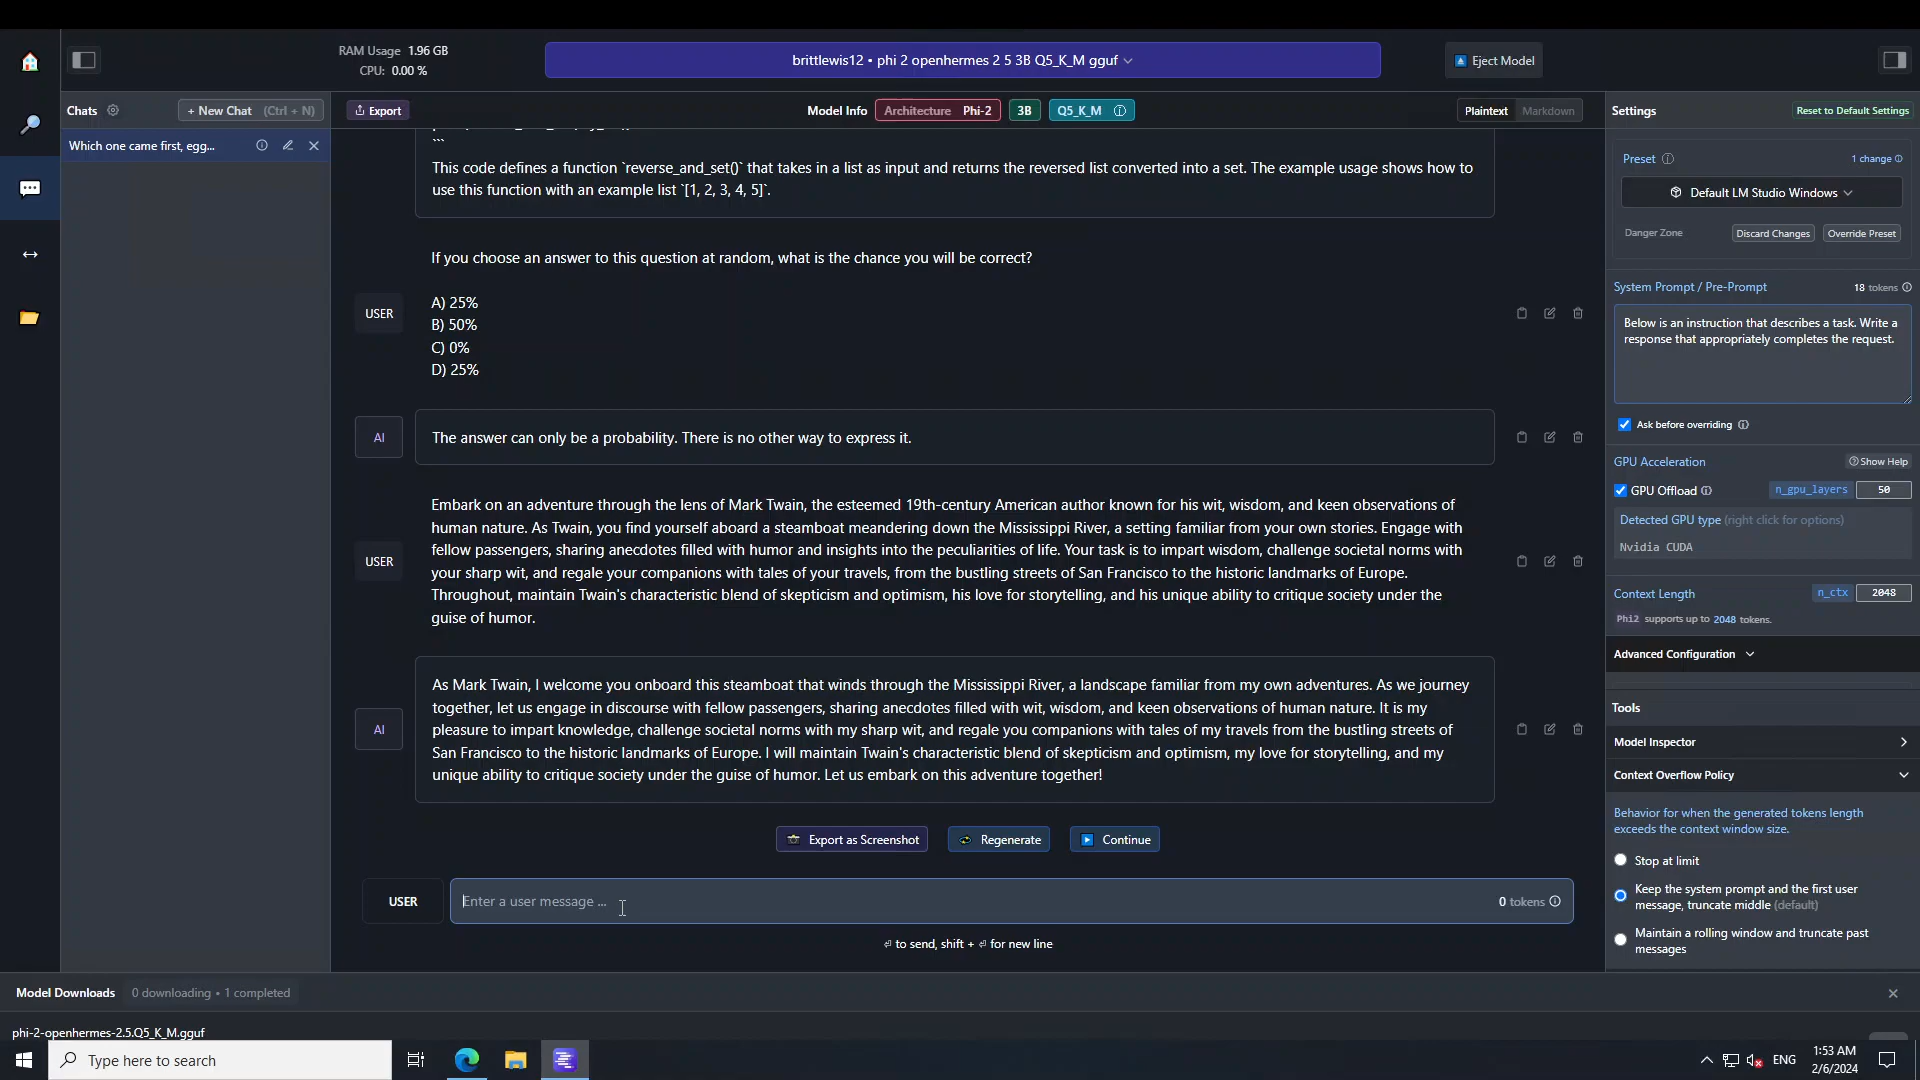 RAM Usage 1.96 GB
CPU: 0.00 %
brittlewis12 • phi 2 openhermes 2 5 3B Q5_K_M gguf
Eject Model
Chats
+ New Chat (Ctrl + N)
Export
Model Info Architecture Phi-2 3B Q5_K_M
Plaintext Markdown
Settings
Reset to Default Settings
Which one came first, egg...
```
This code defines a function `reverse_and_set()` that takes in a list as input and returns the reversed list converted into a set. The example usage shows how to
use this function with an example list `[1, 2, 3, 4, 5]`.
USER
If you choose an answer to this question at random, what is the chance you will be correct?
A) 25%
B) 50%
C) 0%
D) 25%
AI
The answer can only be a probability. There is no other way to express it.
USER
Embark on an adventure through the lens of Mark Twain, the esteemed 19th-century American author known for his wit, wisdom, and keen observations of
human nature. As Twain, you find yourself aboard a steamboat meandering down the Mississippi River, a setting familiar from your own stories. Engage with
fellow passengers, sharing anecdotes filled with humor and insights into the peculiarities of life. Your task is to impart wisdom, challenge societal norms with
your sharp wit, and regale your companions with tales of your travels, from the bustling streets of San Francisco to the historic landmarks of Europe.
Throughout, maintain Twain's characteristic blend of skepticism and optimism, his love for storytelling, and his unique ability to critique society under the
guise of humor.
AI
As Mark Twain, I welcome you onboard this steamboat that winds through the Mississippi River, a landscape familiar from my own adventures. As we journey
together, let us engage in discourse with fellow passengers, sharing anecdotes filled with wit, wisdom, and keen observations of human nature. It is my
pleasure to impart knowledge, challenge societal norms with my sharp wit, and regale you companions with tales of my travels from the bustling streets of
San Francisco to the historic landmarks of Europe. I will maintain Twain's characteristic blend of skepticism and optimism, my love for storytelling, and my
unique ability to critique society under the guise of humor. Let us embark on this adventure together!
Export as Screenshot
Regenerate
Continue
USER
Enter a user message ...
0 tokens
⏎ to send, shift + ⏎ for new line
Preset
1 change
Default LM Studio Windows
Danger Zone
Discard Changes
Override Preset
System Prompt / Pre-Prompt
18 tokens
Below is an instruction that describes a task. Write a
response that appropriately completes the request.
Ask before overriding
GPU Acceleration
Show Help
GPU Offload
n_gpu_layers 50
Detected GPU type (right click for options)
Nvidia CUDA
Context Length
n_ctx 2048
Phi2 supports up to 2048 tokens.
Advanced Configuration
Tools
Model Inspector
Context Overflow Policy
Behavior for when the generated tokens length
exceeds the context window size.
Stop at limit
Keep the system prompt and the first user
message, truncate middle (default)
Maintain a rolling window and truncate past
messages
Model Downloads
0 downloading • 1 completed
phi-2-openhermes-2.5.Q5_K_M.gguf
Type here to search
ENG
1:53 AM
2/6/2024